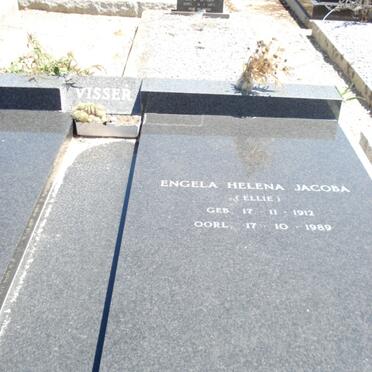 VISSER
ENGELA HELENA JACOBA
(ELLIE)
GEB. 17 · 11 · 1912
OORL. 17 · 10 · 1989